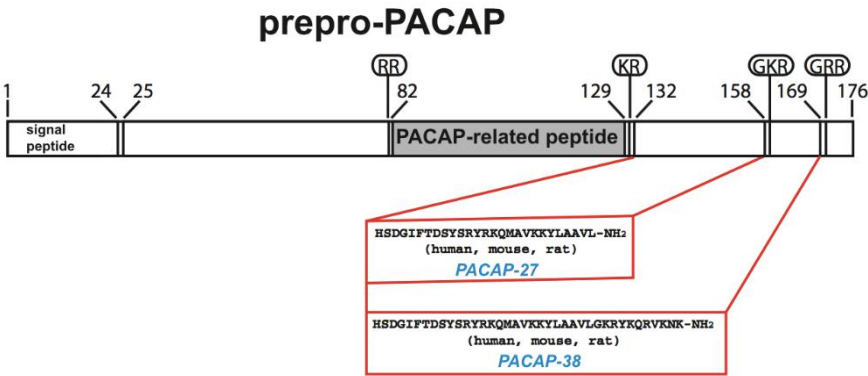 prepro-PACAP
RR KR GKR GRR
1 24 25 82 129 132 158 169 176
signal
peptide
PACAP-related peptide
HSDGIFTDSYSRYRKQMAVKKYLAAVL-NH2
(human, mouse, rat)
PACAP-27
HSDGIFTDSYSRYRKQMAVKKYLAAVLGKRYKQRVKNK-NH2
(human, mouse, rat)
PACAP-38